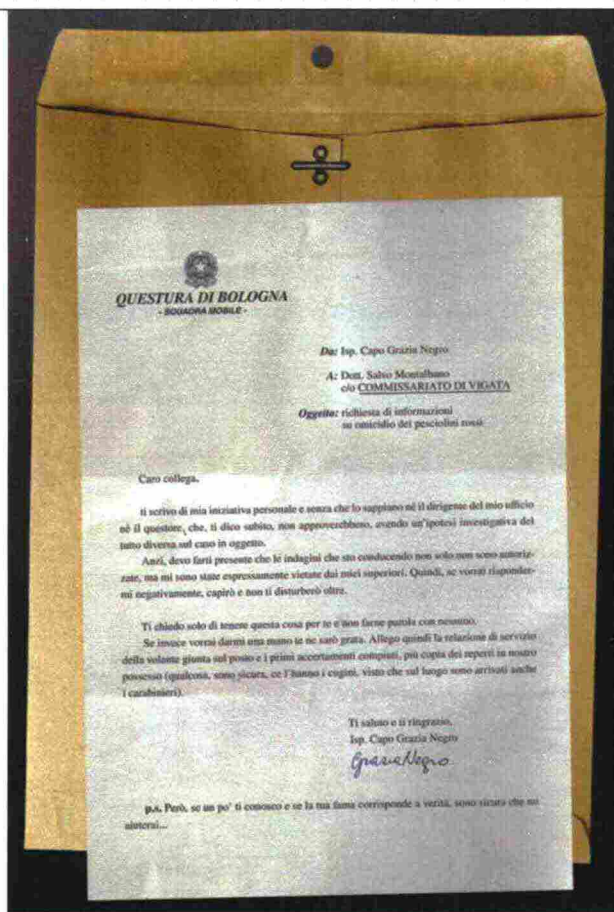 QUESTURA DI BOLOGNA
- SQUADRA MOBILE -
Da: Isp. Capo Grazia Negro
A: Dott. Salvo Montalbano
c/o COMMISSARIATO DI VIGATA
Oggetto: richiesta di informazioni
su omicidio dei pesciolini rossi
Caro collega,
ti scrivo di mia iniziativa personale e senza che lo sappiano né il dirigente del mio ufficio
né il questore, che, ti dico subito, non approverebbero, avendo un'ipotesi investigativa del
tutto diversa sul caso in oggetto.
Anzi, devo farti presente che le indagini che sto conducendo non solo non sono autoriz-
zate, ma mi sono state espressamente vietate dai miei superiori. Quindi, se vorrai risponder-
mi negativamente, capirò e non ti disturberò oltre.
Ti chiedo solo di tenere questa cosa per te e non farne parola con nessuno.
Se invece vorrai darmi una mano te ne sarò grata. Allego quindi la relazione di servizio
della volante giunta sul posto e i primi accertamenti compiuti, più copia dei reperti in nostro
possesso (qualcosa, sono sicura, ce l'hanno i cugini, visto che sul luogo sono arrivati anche
i carabinieri).
Ti saluto e ti ringrazio,
Isp. Capo Grazia Negro
Grazia Negro
p.s. Però, se un po' ti conosco e se la tua fama corrisponde a verità, sono sicura che mi
aiuterai...